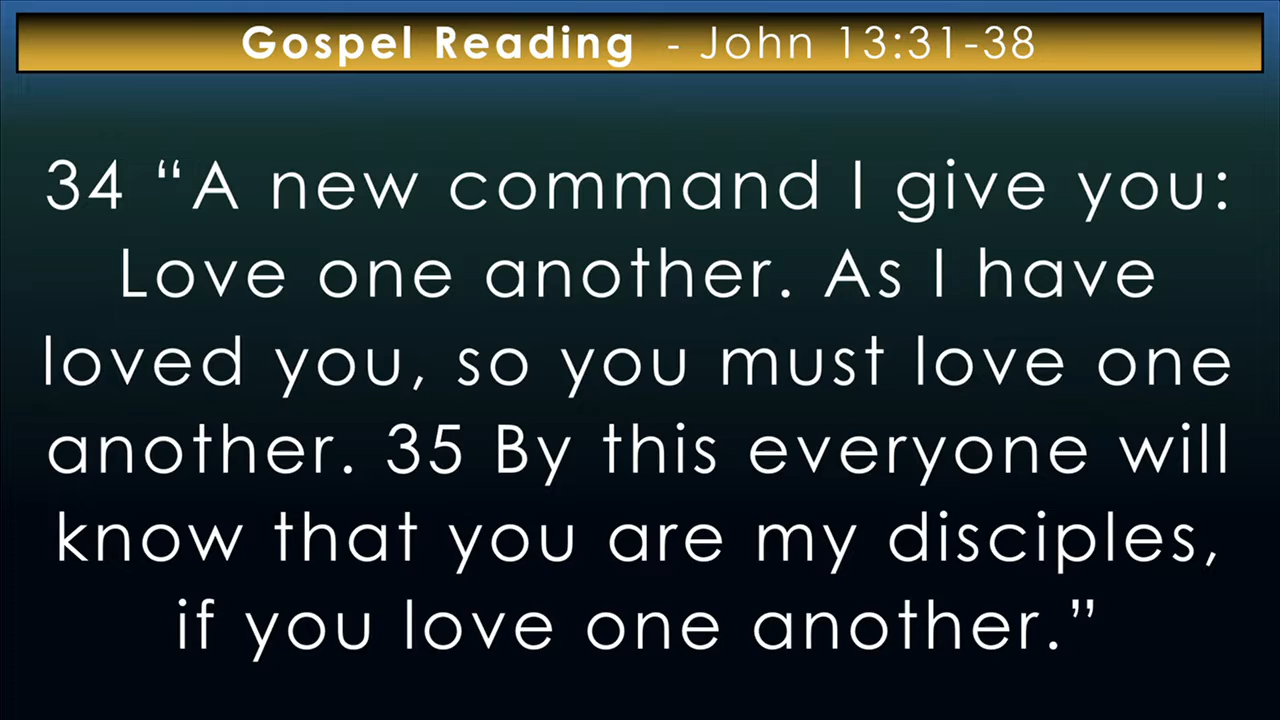 Gospel Reading - John 13:31-38
34 “A new command I give you:
Love one another. As I have
loved you, so you must love one
another. 35 By this everyone will
know that you are my disciples,
if you love one another.”